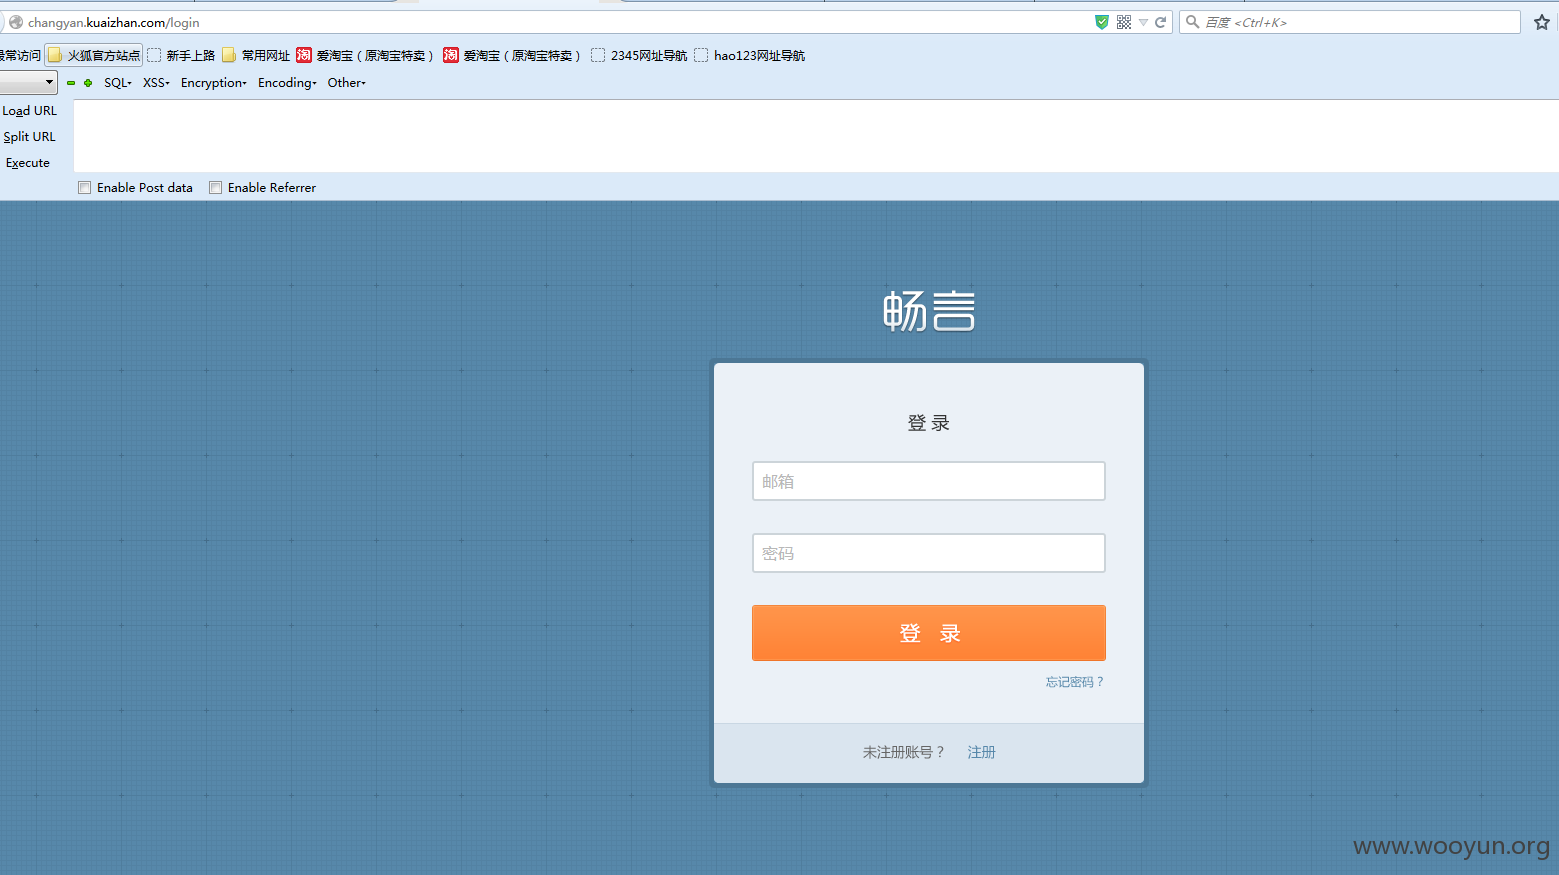 changyan.kuaizhan.com/login
百度 <Ctrl+K>
最常访问 火狐官方站点 新手上路 常用网址 爱淘宝（原淘宝特卖） 爱淘宝（原淘宝特卖） 2345网址导航 hao123网址导航
SQL XSS Encryption Encoding Other
Load URL
Split URL
Execute
Enable Post data Enable Referrer
畅言
登 录
邮箱
密码
登 录
忘记密码？
未注册账号？ 注册
www.wooyun.org